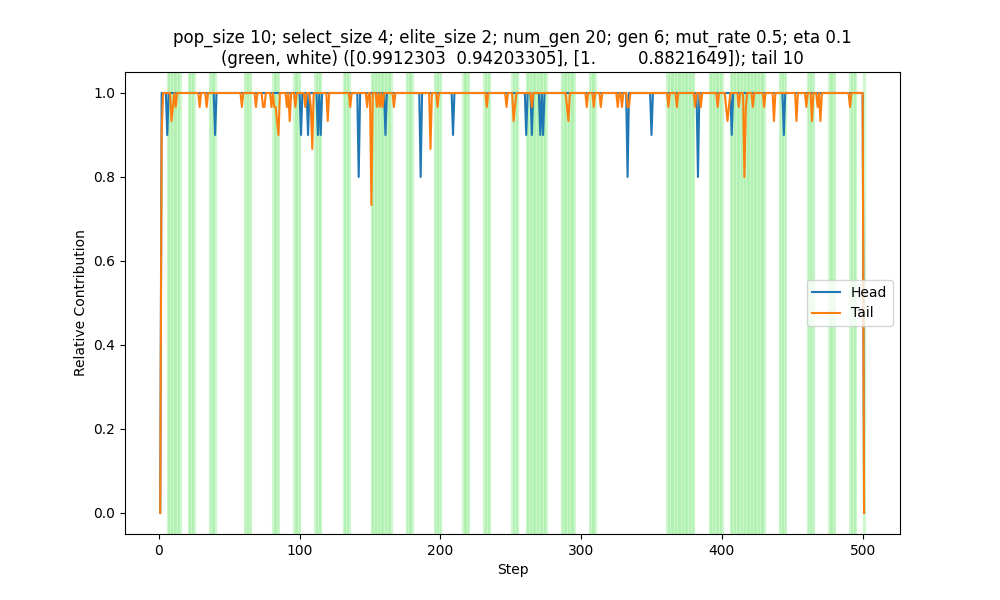 pop_size 10; select_size 4; elite_size 2; num_gen 20; gen 6; mut_rate 0.5; eta 0.1
(green, white) ([0.9912303  0.94203305], [1.         0.8821649]); tail 10
1.0
0.8
0.6
0.4
0.2
0.0
Relative Contribution
Head
Tail
0
100
200
300
400
500
Step